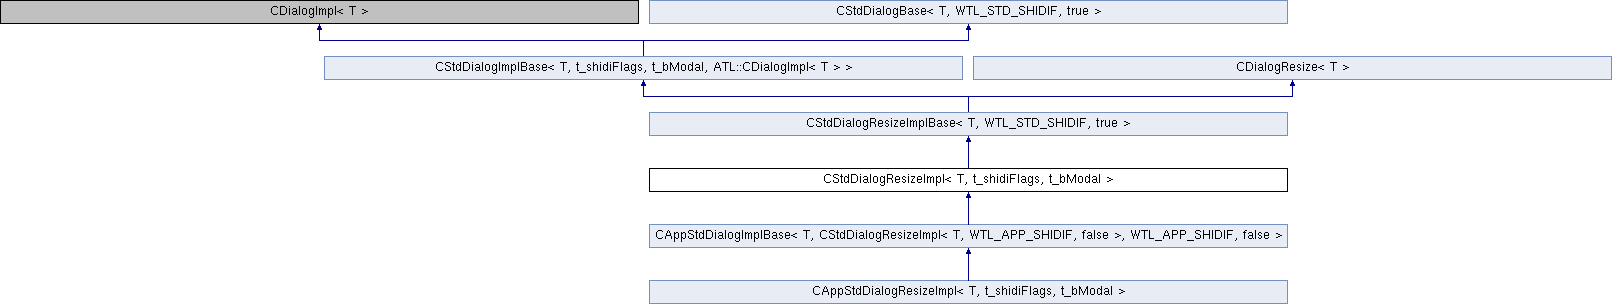 CDialogImpl< T >
CStdDialogBase< T, WTL_STD_SHIDIF, true >
CStdDialogImplBase< T, t_shidiFlags, t_bModal, ATL::CDialogImpl< T > >
CDialogResize< T >
CStdDialogResizeImplBase< T, WTL_STD_SHIDIF, true >
CStdDialogResizeImpl< T, t_shidiFlags, t_bModal >
CAppStdDialogImplBase< T, CStdDialogResizeImpl< T, WTL_APP_SHIDIF, false >, WTL_APP_SHIDIF, false >
CAppStdDialogResizeImpl< T, t_shidiFlags, t_bModal >